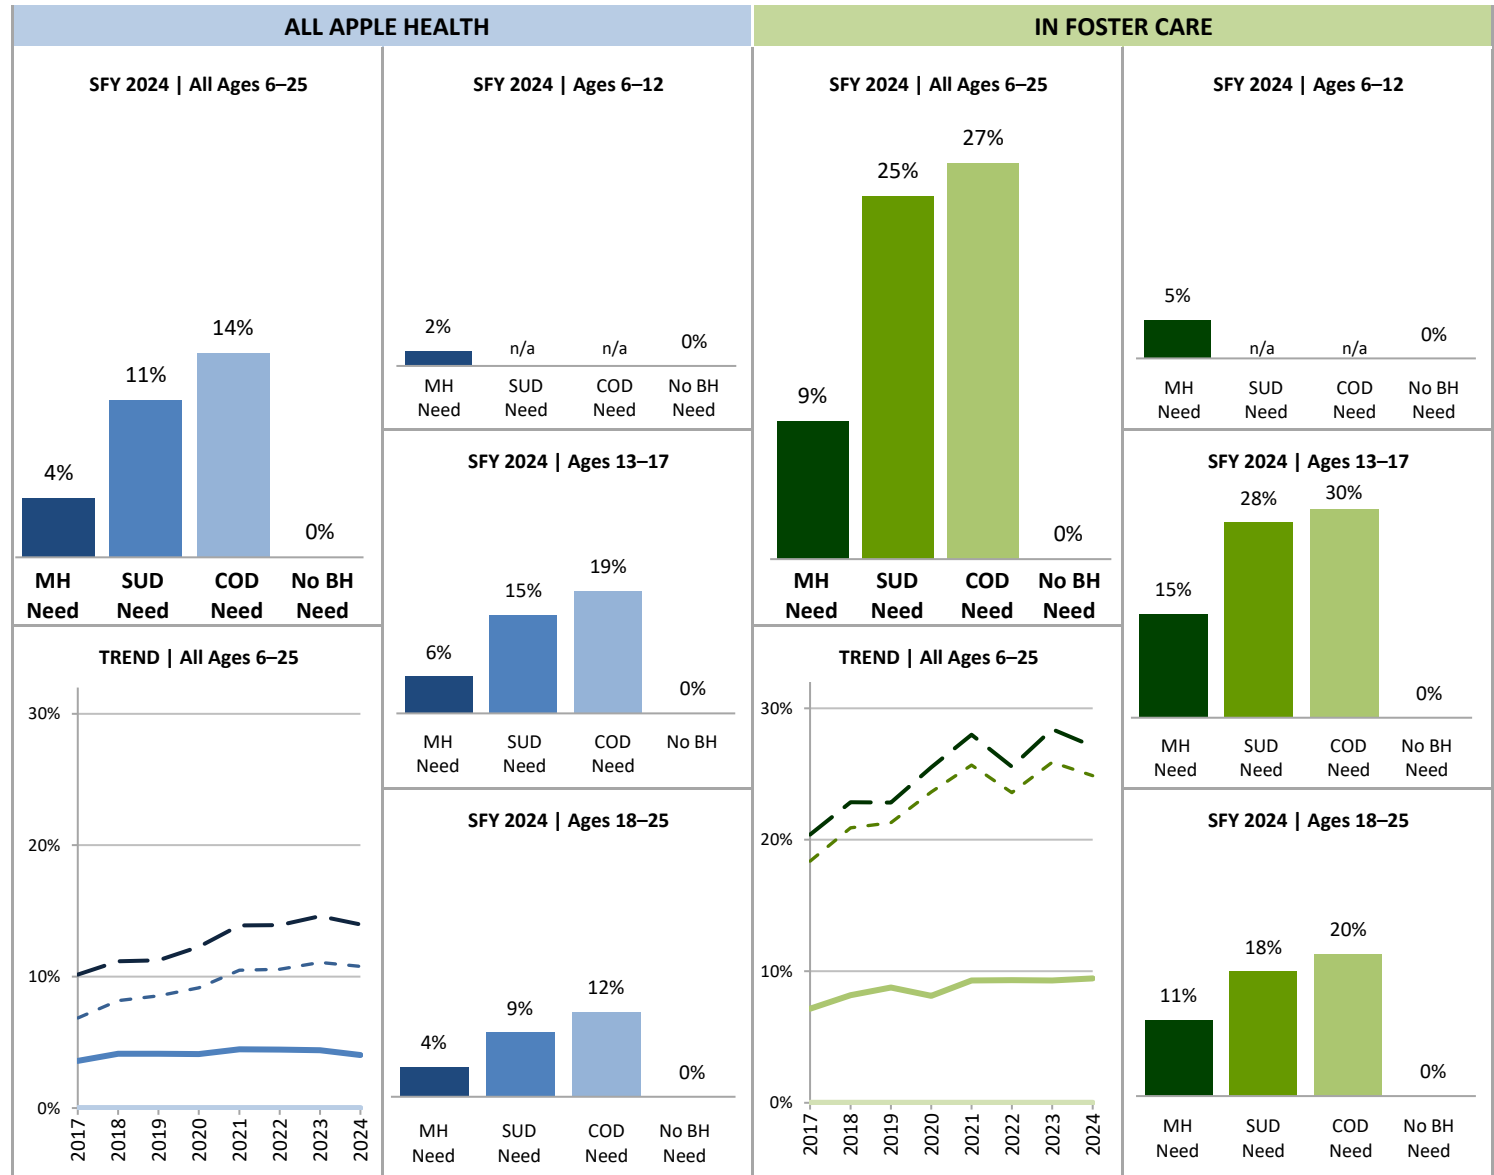 ALL APPLE HEALTH
SFY 2024 | All Ages 6–25
4%
11%
14%
0%
MH Need
SUD Need
COD Need
No BH Need
TREND | All Ages 6–25
30%
20%
10%
0%
2017
2018
2019
2020
2021
2022
2023
2024
SFY 2024 | Ages 6–12
2%
n/a
n/a
0%
MH Need
SUD Need
COD Need
No BH Need
SFY 2024 | Ages 13–17
6%
15%
19%
0%
MH Need
SUD Need
COD Need
No BH
SFY 2024 | Ages 18–25
4%
9%
12%
0%
MH Need
SUD Need
COD Need
No BH Need
IN FOSTER CARE
SFY 2024 | All Ages 6–25
9%
25%
27%
0%
MH Need
SUD Need
COD Need
No BH Need
TREND | All Ages 6–25
30%
20%
10%
0%
2017
2018
2019
2020
2021
2022
2023
2024
SFY 2024 | Ages 6–12
5%
n/a
n/a
0%
MH Need
SUD Need
COD Need
No BH Need
SFY 2024 | Ages 13–17
15%
28%
30%
0%
MH Need
SUD Need
COD Need
No BH Need
SFY 2024 | Ages 18–25
11%
18%
20%
0%
MH Need
SUD Need
COD Need
No BH Need